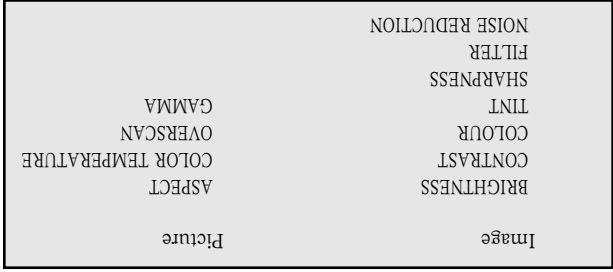 Image
BRIGHTNESS
CONTRAST
COLOUR
TINT
SHARPNESS
FILTER
NOISE REDUCTION
Picture
ASPECT
COLOR TEMPERATURE
OVERSCAN
GAMMA